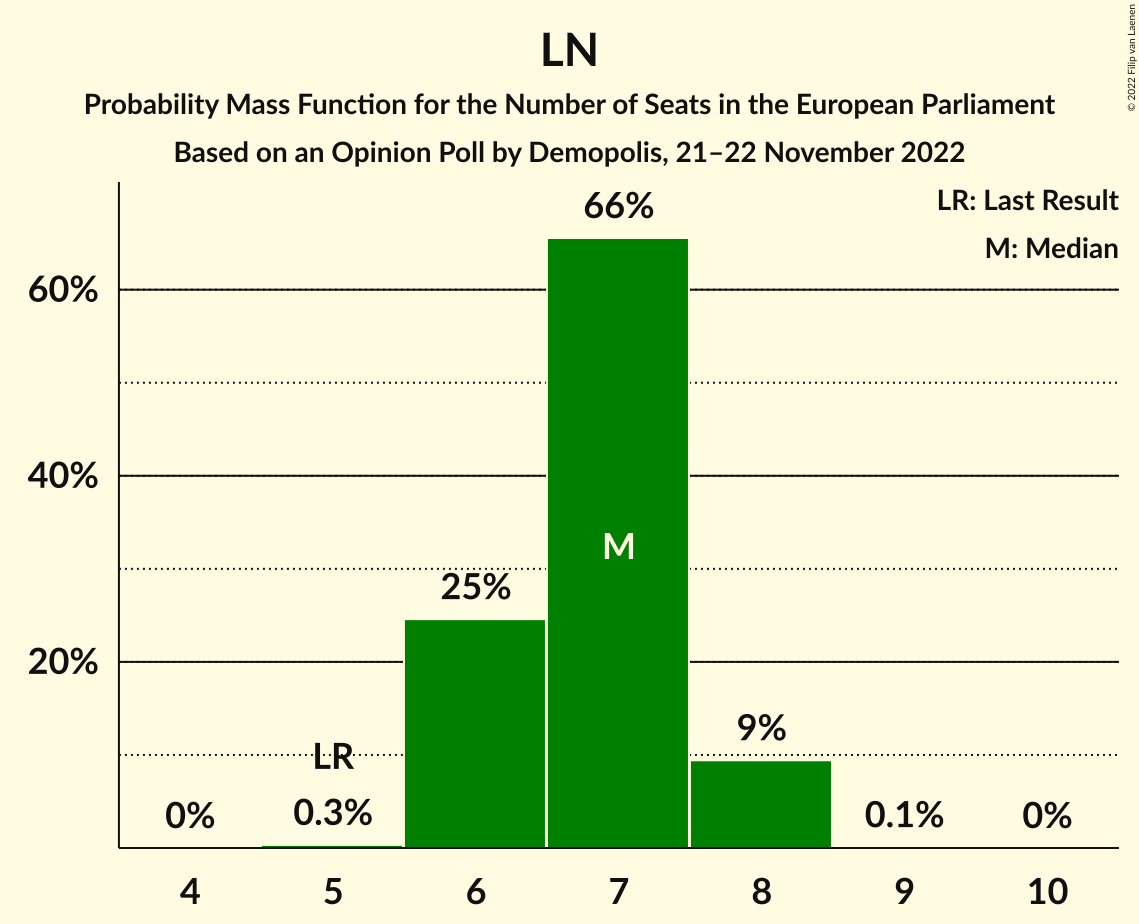 LN
Probability Mass Function for the Number of Seats in the European Parliament
Based on an Opinion Poll by Demopolis, 21–22 November 2022
© 2022 Filip van Laenen
LR: Last Result
M: Median
66%
60%
40%
M
25%
20%
9%
LR
0% 0.3% 0.1% 0%
4 5 6 7 8 9 10